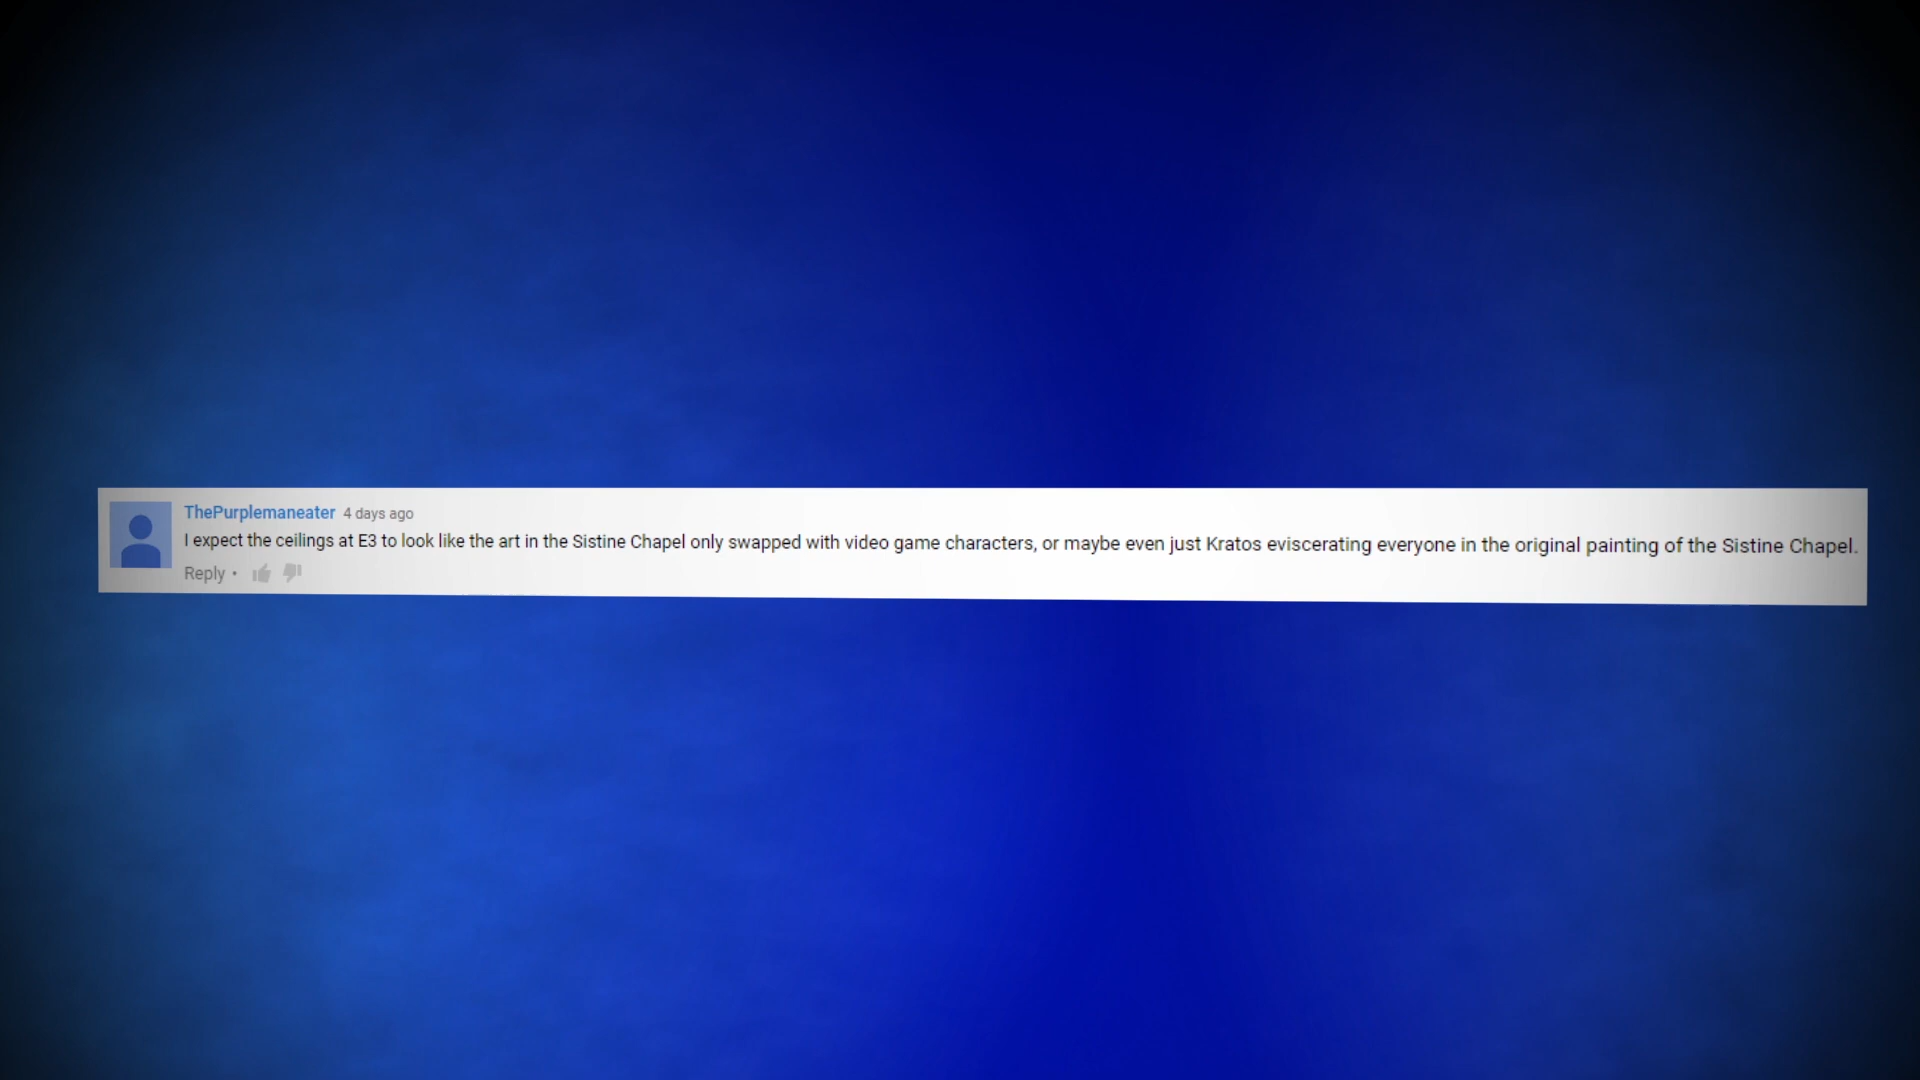 ThePurplemaneater 4 days ago
I expect the ceilings at E3 to look like the art in the Sistine Chapel only swapped with video game characters, or maybe even just Kratos eviscerating everyone in the original painting of the Sistine Chapel.
Reply •